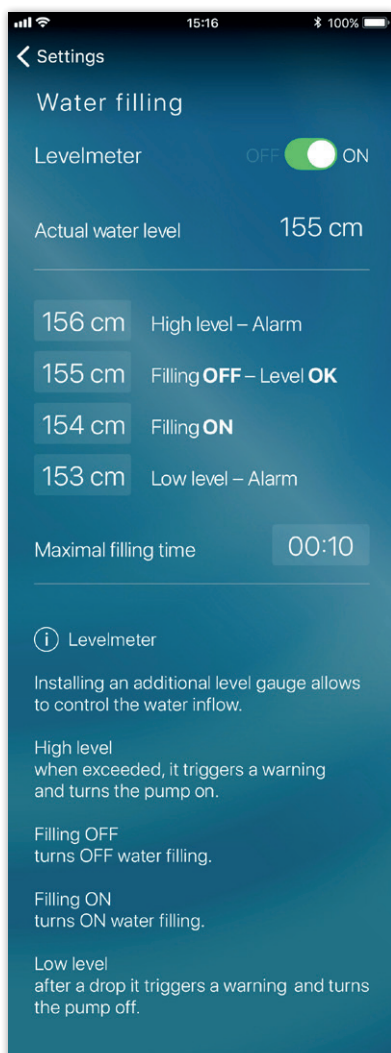 15:16 100%
Settings
Water filling
Levelmeter OFF ON
Actual water level 155 cm
156 cm High level – Alarm
155 cm Filling OFF – Level OK
154 cm Filling ON
153 cm Low level – Alarm
Maximal filling time 00:10
i Levelmeter
Installing an additional level gauge allows
to control the water inflow.
High level
when exceeded, it triggers a warning
and turns the pump on.
Filling OFF
turns OFF water filling.
Filling ON
turns ON water filling.
Low level
after a drop it triggers a warning and turns
the pump off.